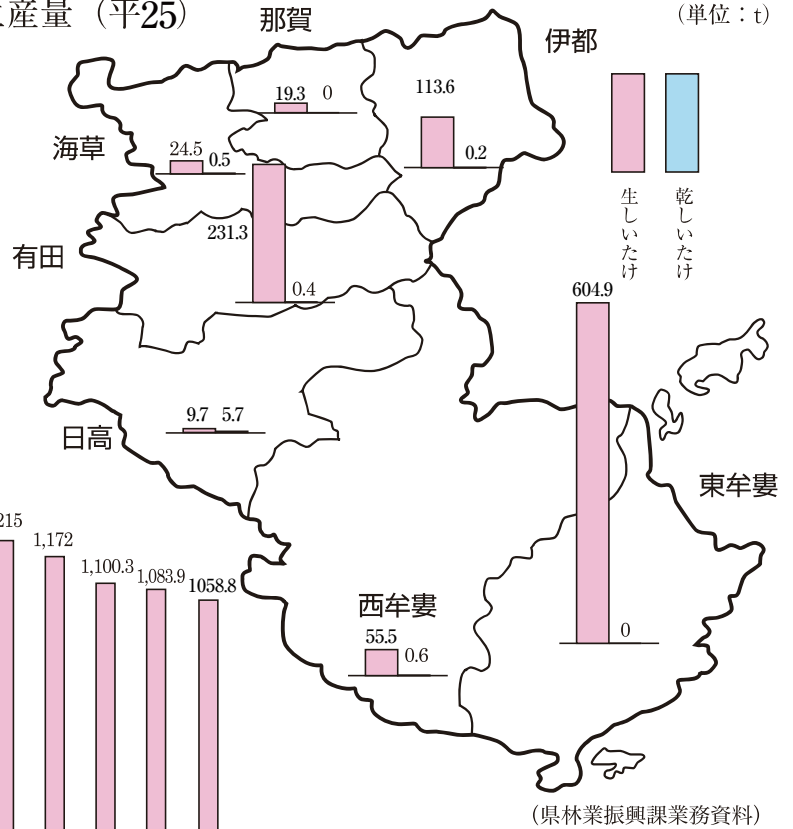 産量（平25）
（単位：t）
那賀
伊都
19.3 0
113.6
0.2
海草
24.5 0.5
生しいたけ
乾しいたけ
有田
231.3
0.4
604.9
日高
9.7 5.7
東牟婁
215
1,172
1,100.3
1,083.9
1058.8
西牟婁
55.5
0.6
0
（県林業振興課業務資料）